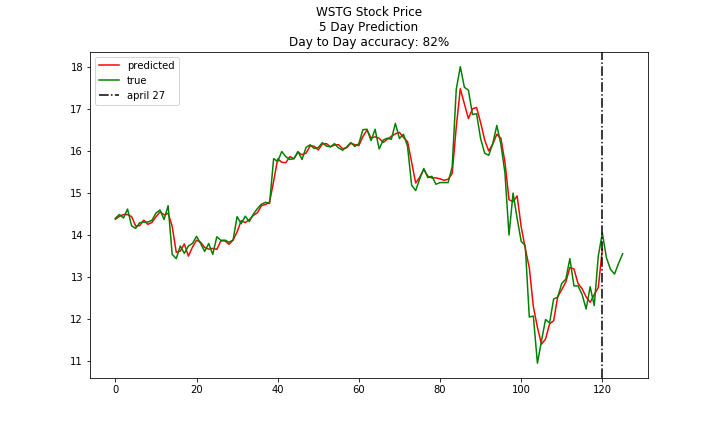 WSTG Stock Price
5 Day Prediction
Day to Day accuracy: 82%
predicted
true
april 27
18
17
16
15
14
13
12
11
0 20 40 60 80 100 120